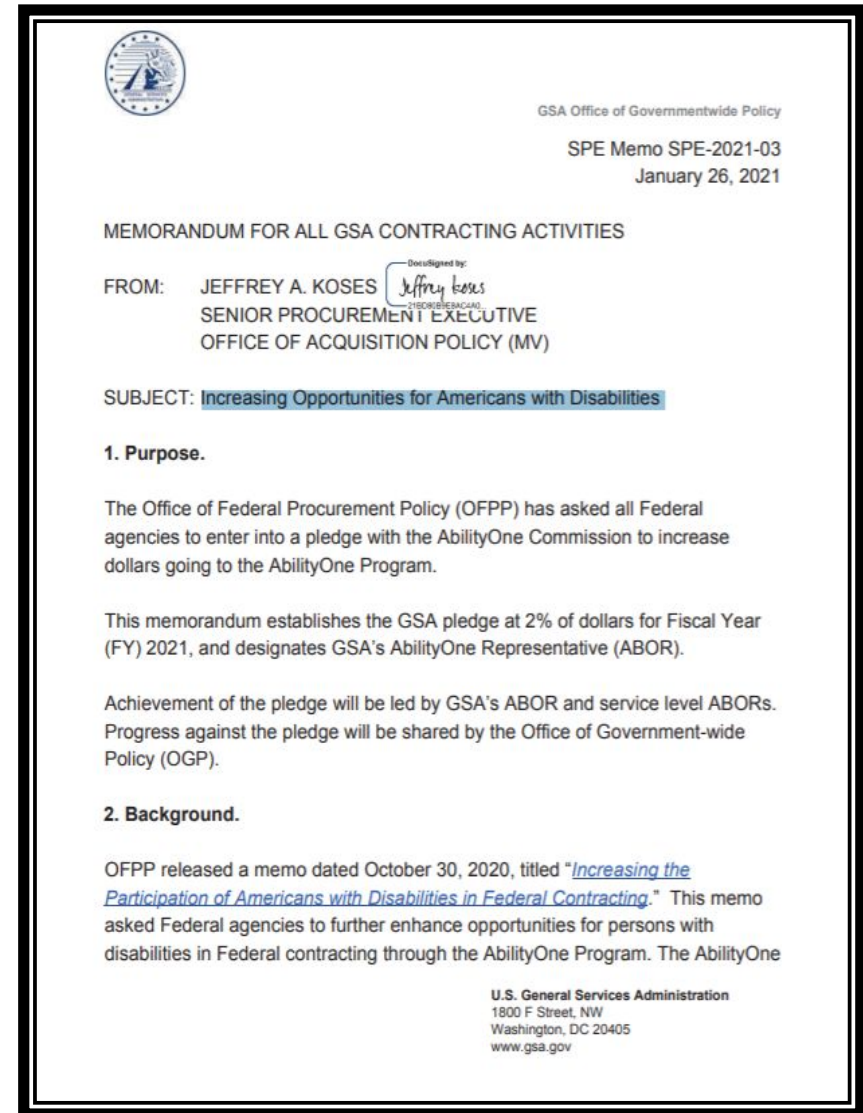 GSA Office of Governmentwide Policy
SPE Memo SPE-2021-03
January 26, 2021
MEMORANDUM FOR ALL GSA CONTRACTING ACTIVITIES
DocuSigned by:
FROM: JEFFREY A. KOSES Jeffrey Koses
SENIOR PROCUREMENT EXECUTIVE
OFFICE OF ACQUISITION POLICY (MV)
SUBJECT: Increasing Opportunities for Americans with Disabilities
1. Purpose.
The Office of Federal Procurement Policy (OFPP) has asked all Federal
agencies to enter into a pledge with the AbilityOne Commission to increase
dollars going to the AbilityOne Program.
This memorandum establishes the GSA pledge at 2% of dollars for Fiscal Year
(FY) 2021, and designates GSA's AbilityOne Representative (ABOR).
Achievement of the pledge will be led by GSA's ABOR and service level ABORs.
Progress against the pledge will be shared by the Office of Government-wide
Policy (OGP).
2. Background.
OFPP released a memo dated October 30, 2020, titled “Increasing the
Participation of Americans with Disabilities in Federal Contracting.” This memo
asked Federal agencies to further enhance opportunities for persons with
disabilities in Federal contracting through the AbilityOne Program. The AbilityOne
U.S. General Services Administration
1800 F Street, NW
Washington, DC 20405
www.gsa.gov